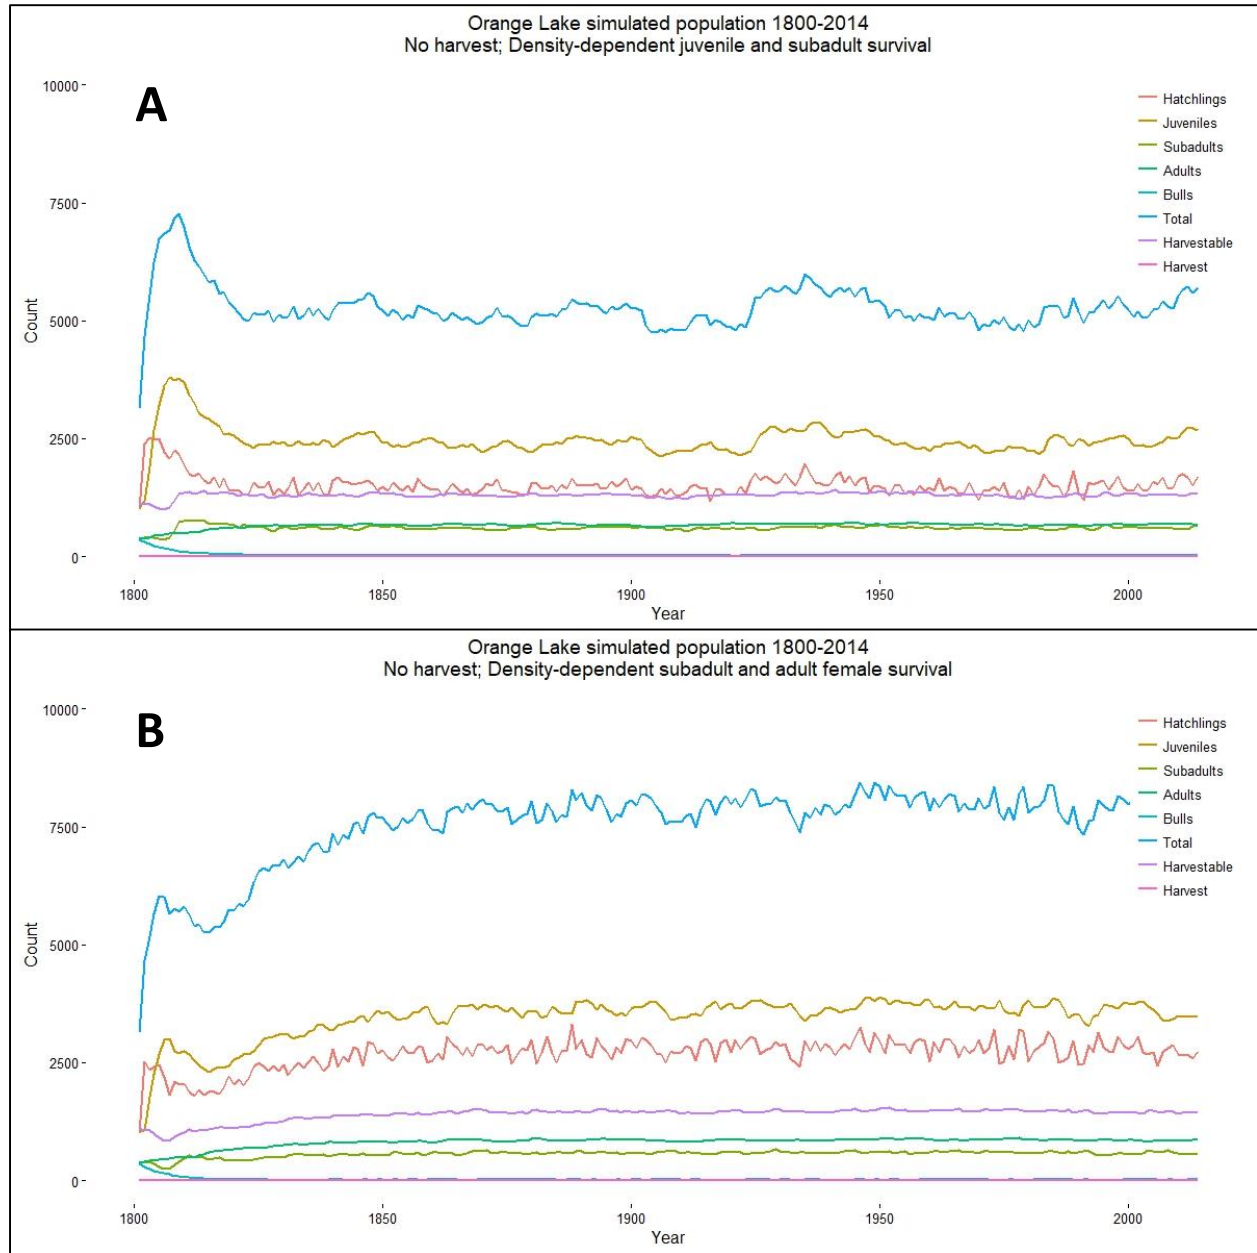 Orange Lake simulated population 1800-2014
No harvest; Density-dependent juvenile and subadult survival
A
10000
7500
5000
2500
0
Count
Hatchlings
Juveniles
Subadults
Adults
Bulls
Total
Harvestable
Harvest
1800 1850 1900 1950 2000
Year
Orange Lake simulated population 1800-2014
No harvest; Density-dependent subadult and adult female survival
B
10000
7500
5000
2500
0
Count
Hatchlings
Juveniles
Subadults
Adults
Bulls
Total
Harvestable
Harvest
1800 1850 1900 1950 2000
Year